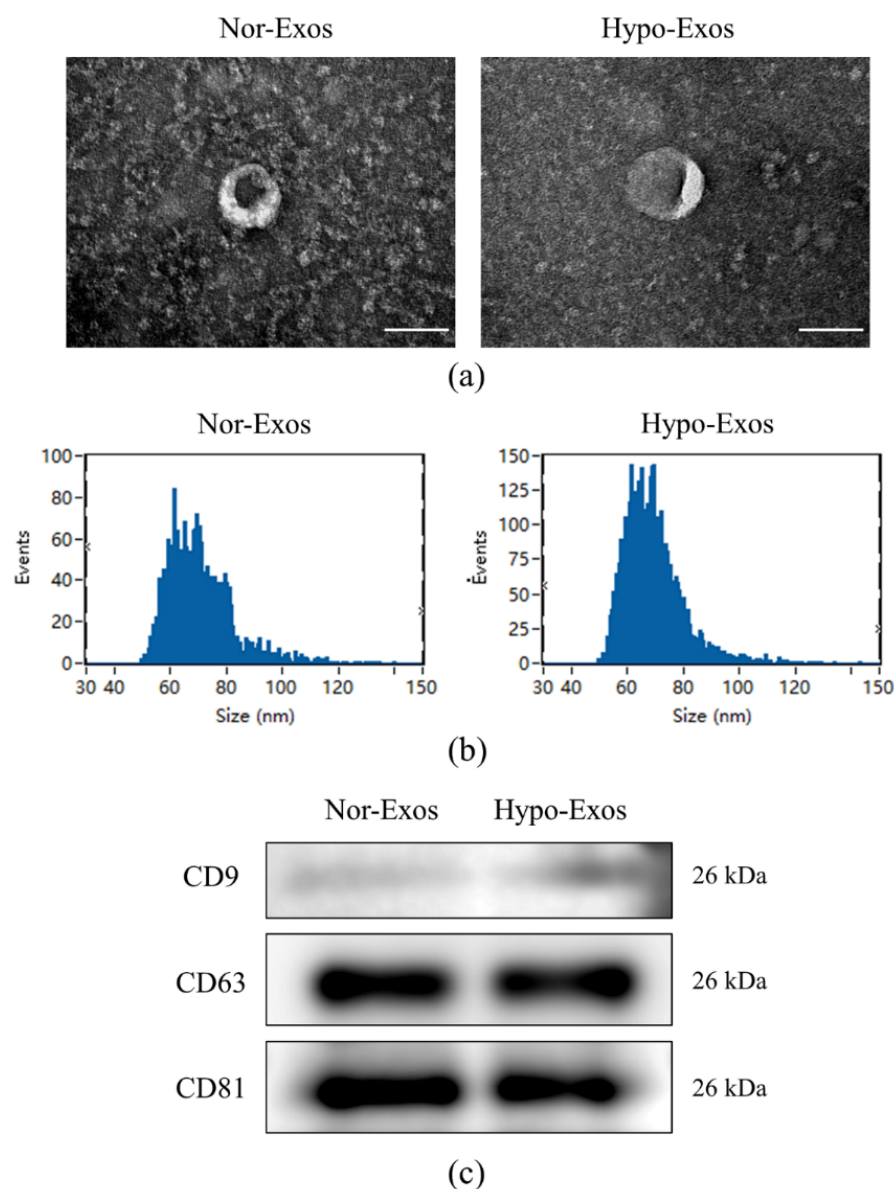 Nor-Exos Hypo-Exos
(a)
Nor-Exos Hypo-Exos
100 80 60 40 20 0
Events
30 40 60 80 100 120 150
Size (nm)
150 125 100 75 50 25 0
Events
30 40 60 80 100 120 150
Size (nm)
(b)
Nor-Exos Hypo-Exos
CD9 26 kDa
CD63 26 kDa
CD81 26 kDa
(c)